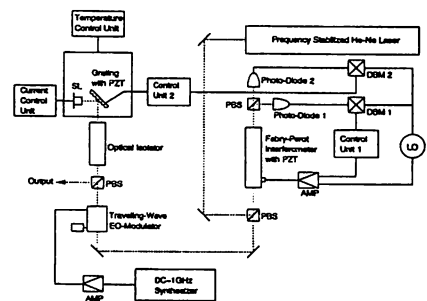 Temperature
Control Unit
Frequency Stabilized He-Ne Laser
Grating
with PZT
SL
Current
Control
Unit
Control
Unit 2
Photo-Diode 2
DBM 2
PBS
Photo-Diode 1
DBM 1
Optical Isolator
Fabry-Perot
Interferometer
with PZT
Control
Unit 1
LO
Output
PBS
AMP
PBS
Travelling-Wave
EO-Modulator
AMP
DC-1GHz
Synthesizer